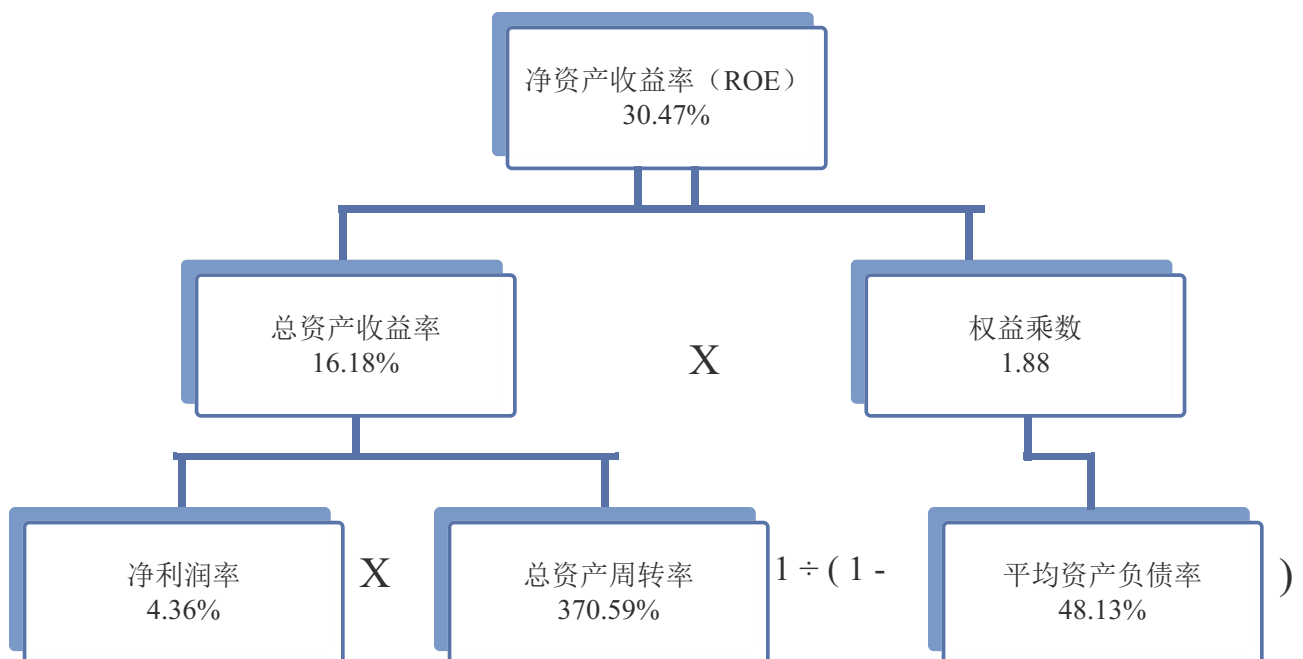 净资产收益率（ROE）
30.47%
总资产收益率
16.18%
X
权益乘数
1.88
净利润率
4.36%
X
总资产周转率
370.59%
1 ÷ ( 1 -
平均资产负债率
48.13%
)